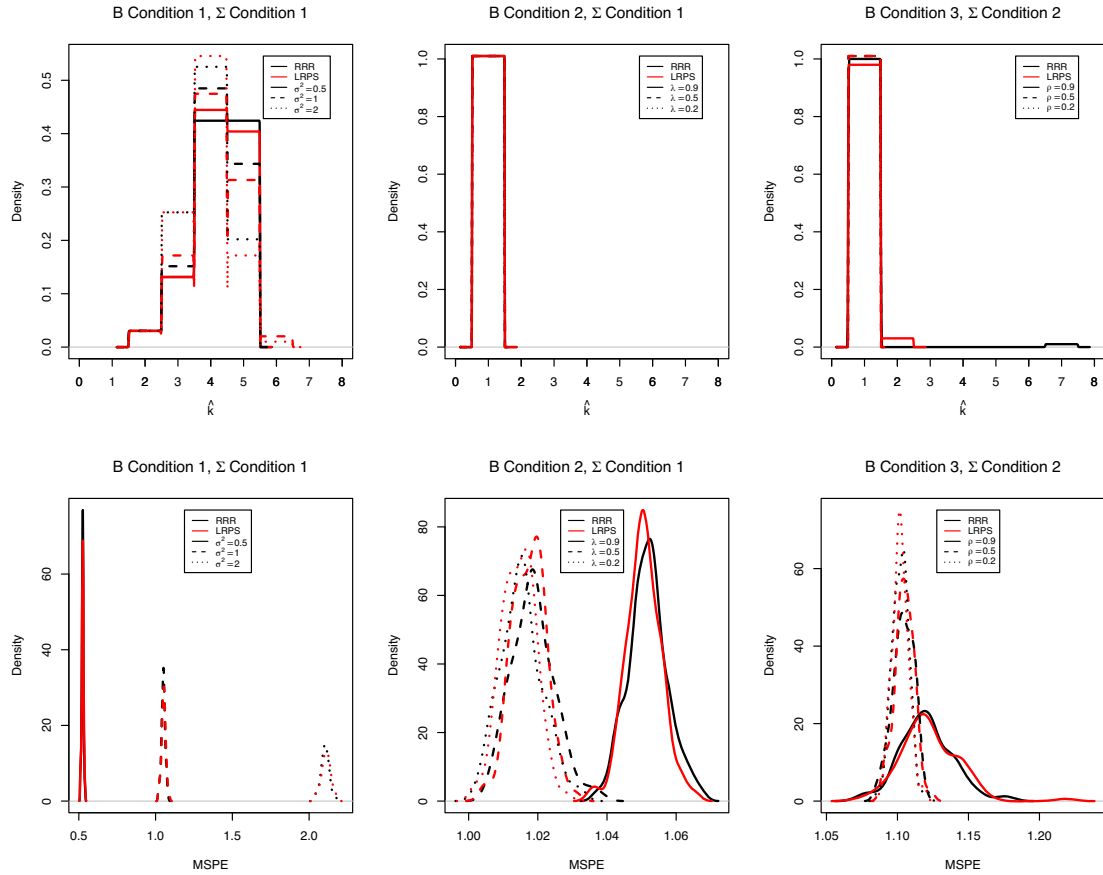 B Condition 1, Σ Condition 1
Density
0.0 0.1 0.2 0.3 0.4 0.5
0 1 2 3 4 5 6 7 8
k̂
RRR
LRPS
σ² = 0.5
σ² = 1
σ² = 2
B Condition 2, Σ Condition 1
Density
0.0 0.2 0.4 0.6 0.8 1.0
0 1 2 3 4 5 6 7 8
k̂
RRR
LRPS
λ = 0.9
λ = 0.5
λ = 0.2
B Condition 3, Σ Condition 2
Density
0.0 0.2 0.4 0.6 0.8 1.0
0 1 2 3 4 5 6 7 8
k̂
RRR
LRPS
ρ = 0.9
ρ = 0.5
ρ = 0.2
B Condition 1, Σ Condition 1
Density
0 20 40 60
0.5 1.0 1.5 2.0
MSPE
RRR
LRPS
σ² = 0.5
σ² = 1
σ² = 2
B Condition 2, Σ Condition 1
Density
0 20 40 60 80
1.00 1.02 1.04 1.06
MSPE
RRR
LRPS
λ = 0.9
λ = 0.5
λ = 0.2
B Condition 3, Σ Condition 2
Density
0 20 40 60
1.05 1.10 1.15 1.20
MSPE
RRR
LRPS
ρ = 0.9
ρ = 0.5
ρ = 0.2